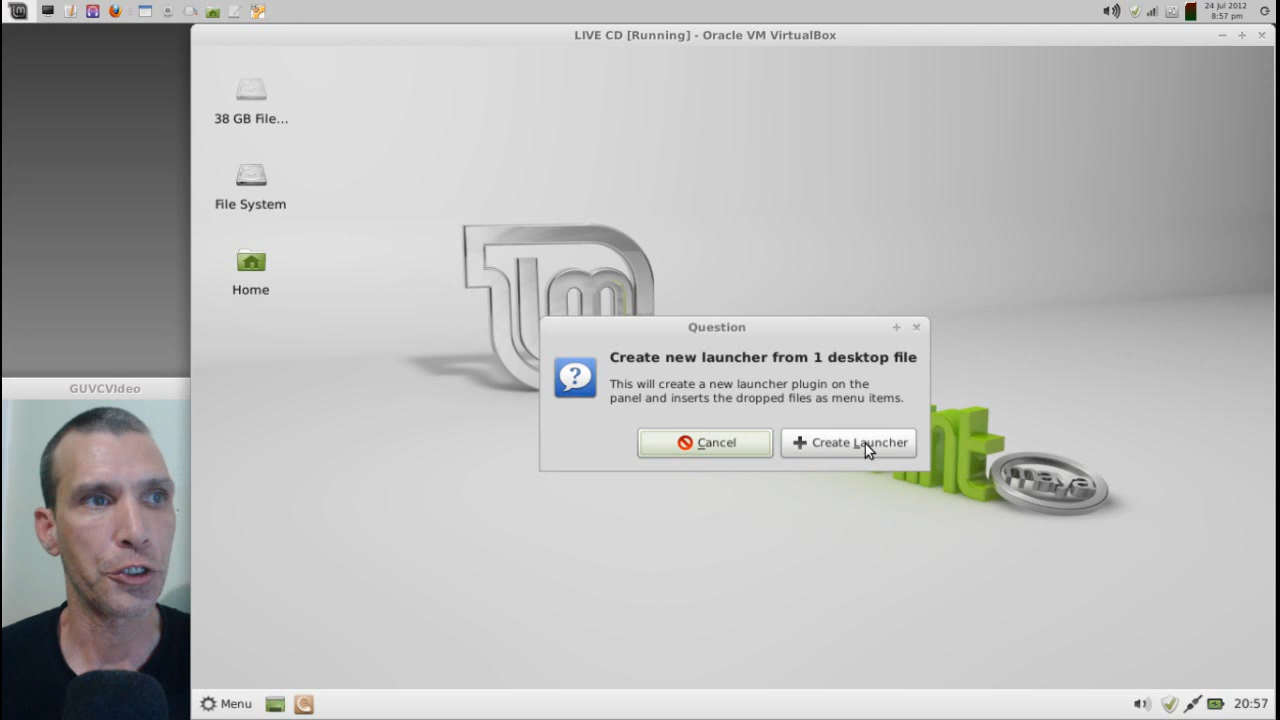 24 Jul 2012
8:57 pm
LIVE CD [Running] - Oracle VM VirtualBox
38 GB File...
File System
Home
Question
Create new launcher from 1 desktop file
This will create a new launcher plugin on the
panel and inserts the dropped files as menu items.
Cancel
Create Launcher
maya
GUVCVIdeo
Menu
20:57